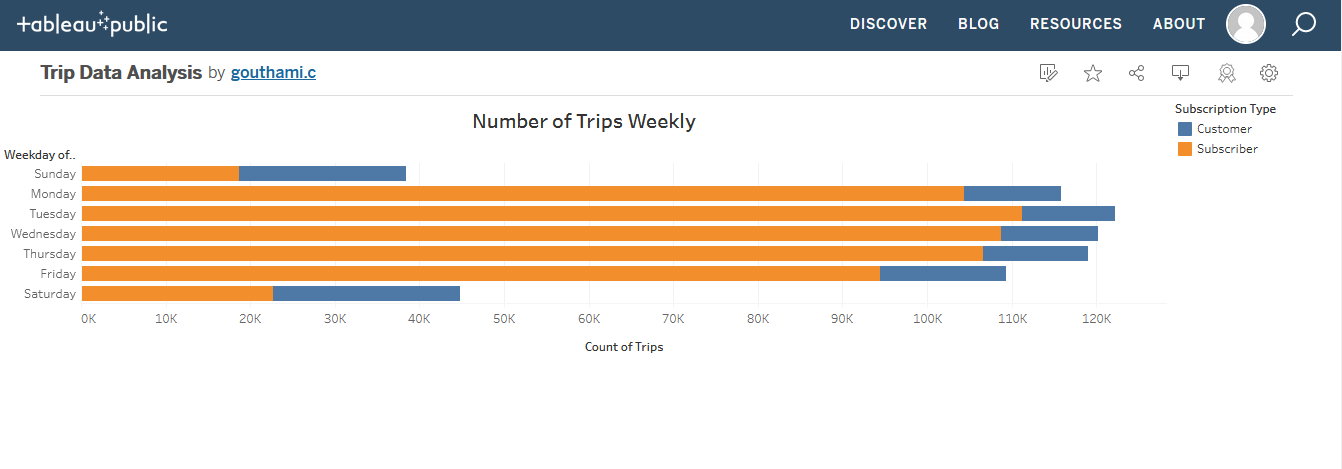 tableau public DISCOVER BLOG RESOURCES ABOUT
Trip Data Analysis by gouthami.c
Number of Trips Weekly
Subscription Type
Customer
Subscriber
Weekday of..
Sunday
Monday
Tuesday
Wednesday
Thursday
Friday
Saturday
0K 10K 20K 30K 40K 50K 60K 70K 80K 90K 100K 110K 120K
Count of Trips